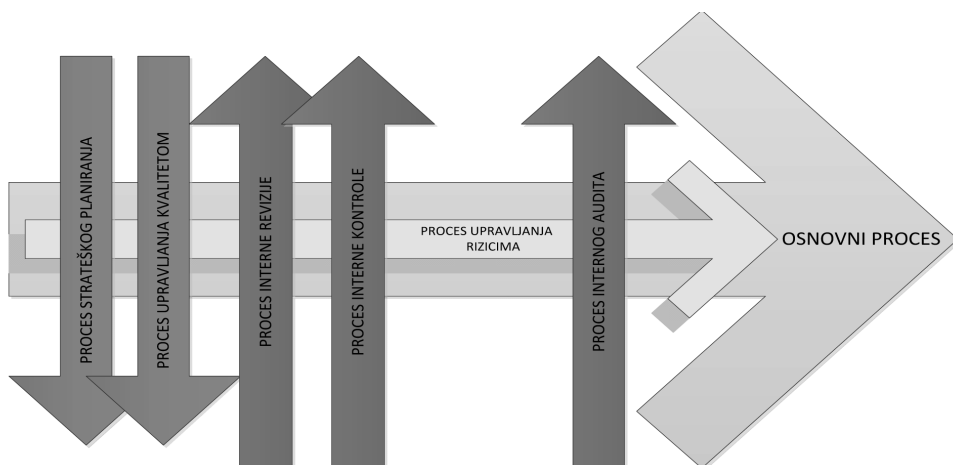 PROCES STRATEŠKOG PLANIRANJA
PROCES UPRAVLJANJA KVALITETOM
PROCES INTERNE REVIZIJE
PROCES INTERNE KONTROLE
PROCES UPRAVLJANJA
RIZICIMA
PROCES INTERNOG AUDITA
OSNOVNI PROCES